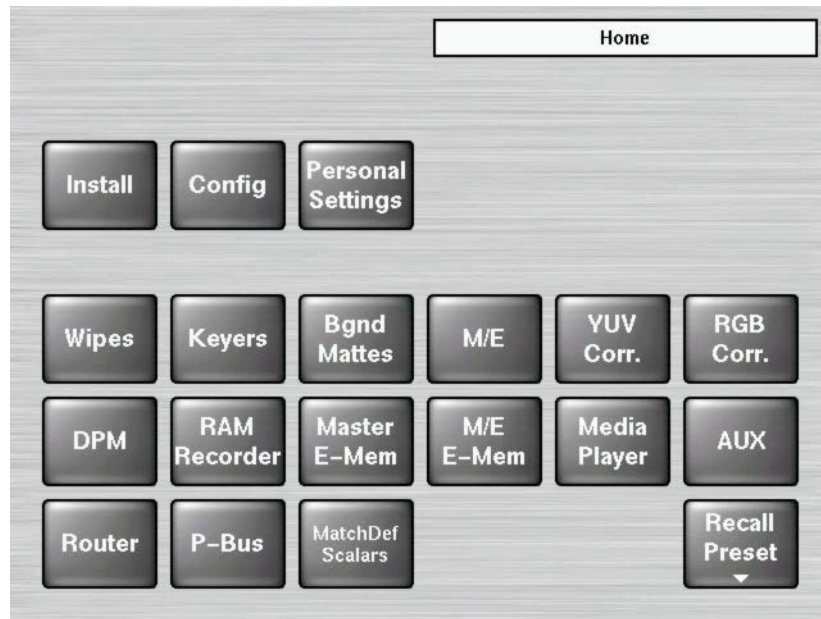 Home
Install
Config
Personal
Settings
Wipes
Keyers
Bgnd
Mattes
M/E
YUV
Corr.
RGB
Corr.
DPM
RAM
Recorder
Master
E-Mem
M/E
E-Mem
Media
Player
AUX
Router
P-Bus
MatchDef
Scalars
Recall
Preset